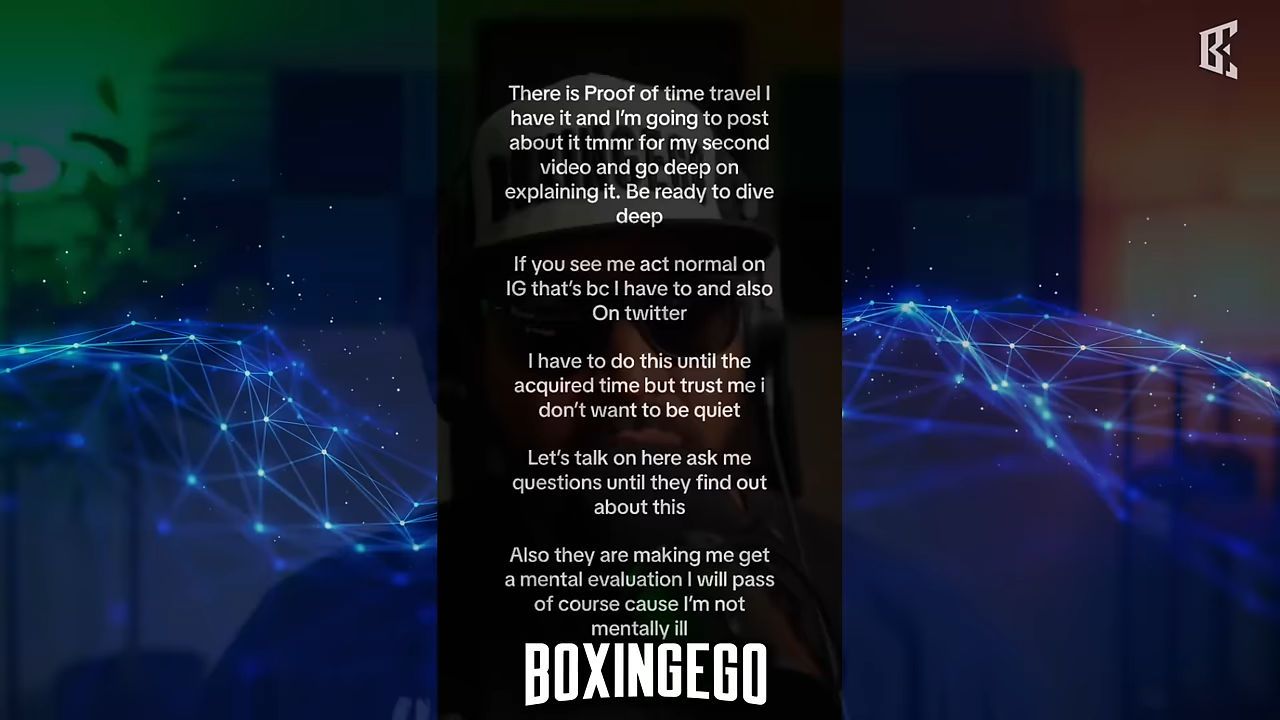 There is Proof of time travel I
have it and I'm going to post
about it tmmr for my second
video and go deep on
explaining it. Be ready to dive
deep
If you see me act normal on
IG that's bc I have to and also
On twitter
I have to do this until the
acquired time but trust me i
don't want to be quiet
Let's talk on here ask me
questions until they find out
about this
Also they are making me get
a mental evaluation I will pass
of course cause I'm not
mentally ill
BOXINGEGO